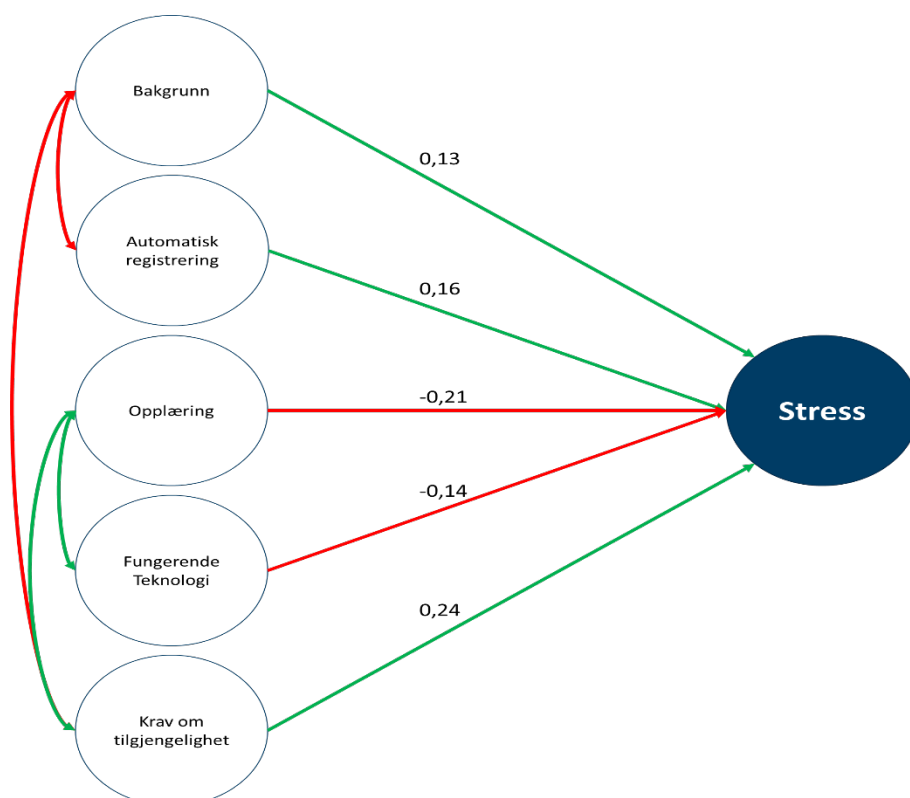 Bakgrunn
0,13
Automatisk
registrering
0,16
Opplæring
-0,21
Stress
-0,14
Fungerende
Teknologi
0,24
Krav om
tilgjengelighet